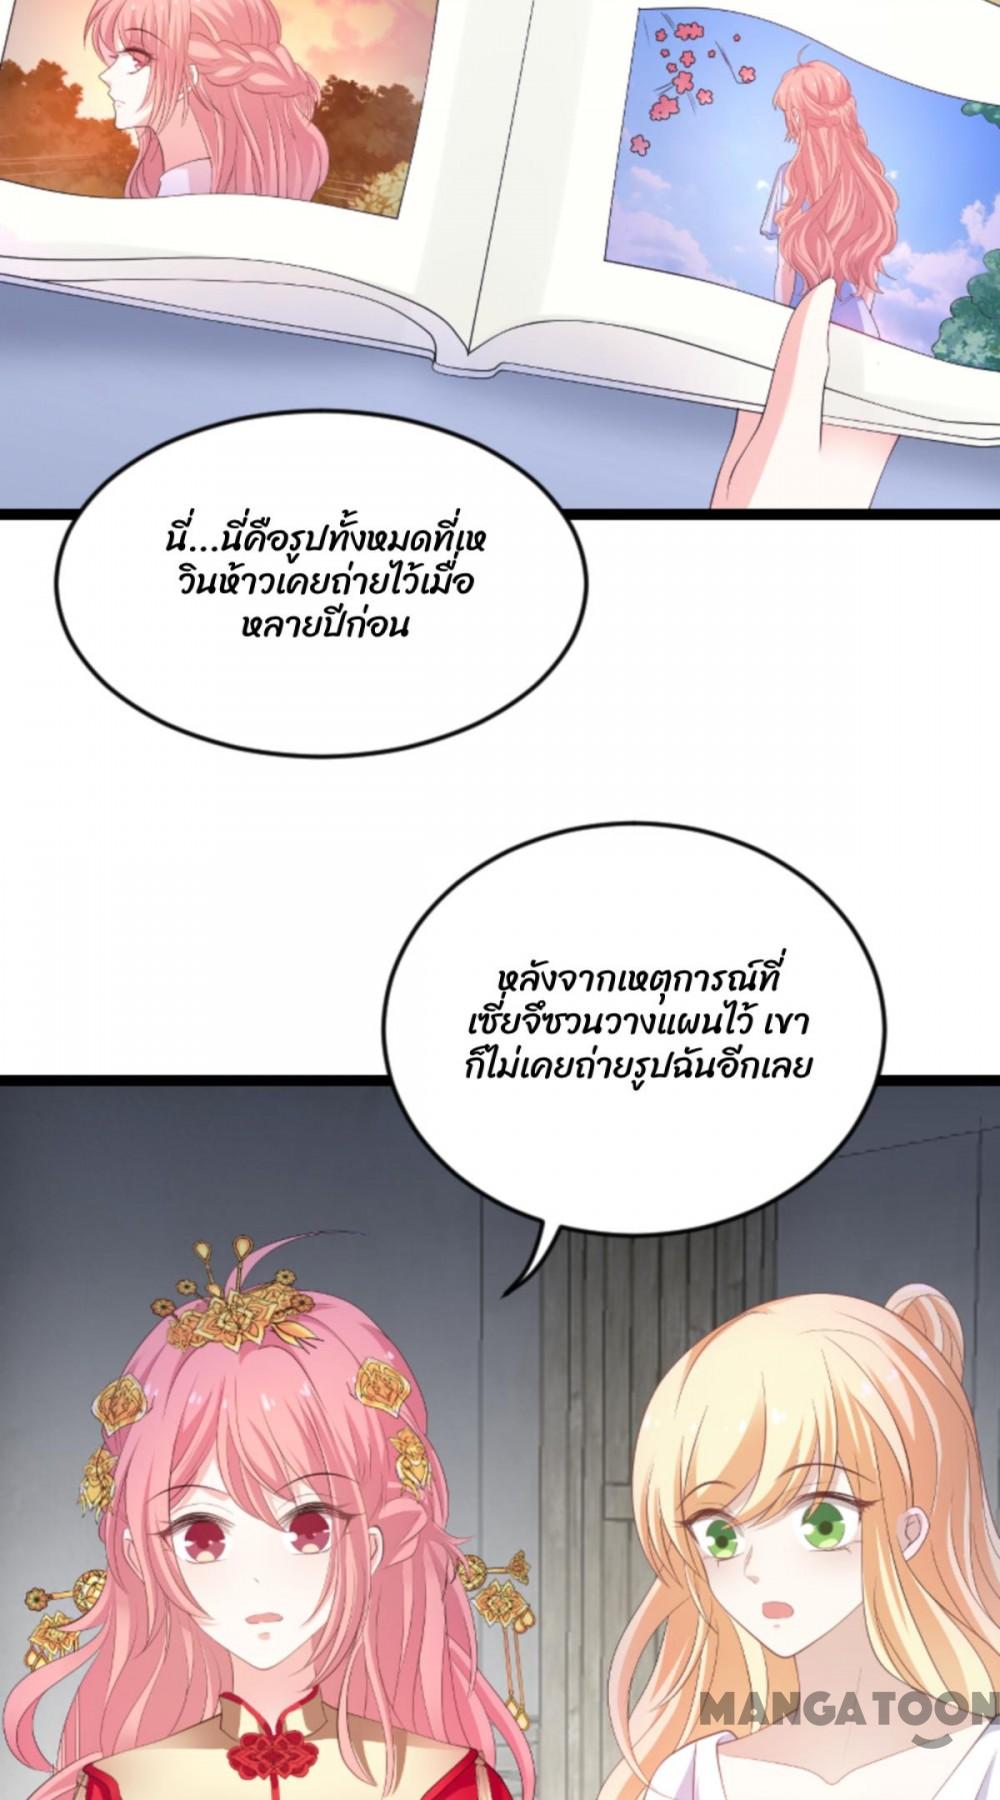 นี่...นี่คือรูปทั้งหมดที่เห
วินห้าวเคยถ่ายไว้เมื่อ
หลายปีก่อน
หลังจากเหตุการณ์ที่
เซี่ยจึซวนวางแผนไว้ เขา
ก็ไม่เคยถ่ายรูปฉันอีกเลย
MANGATOON